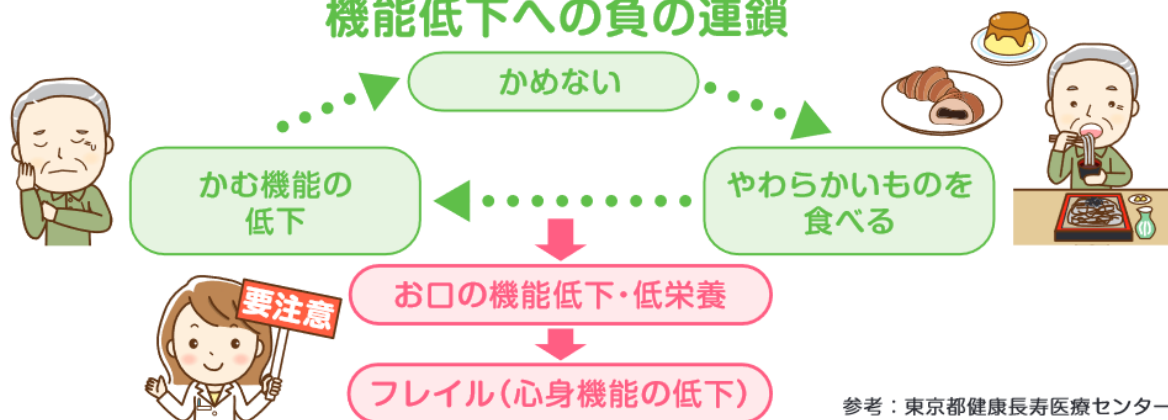 機能低下への負の連鎖
かめない
かむ機能の
低下
やわらかいものを
食べる
お口の機能低下・低栄養
要注意
フレイル(心身機能の低下)
参考:東京都健康長寿医療センター